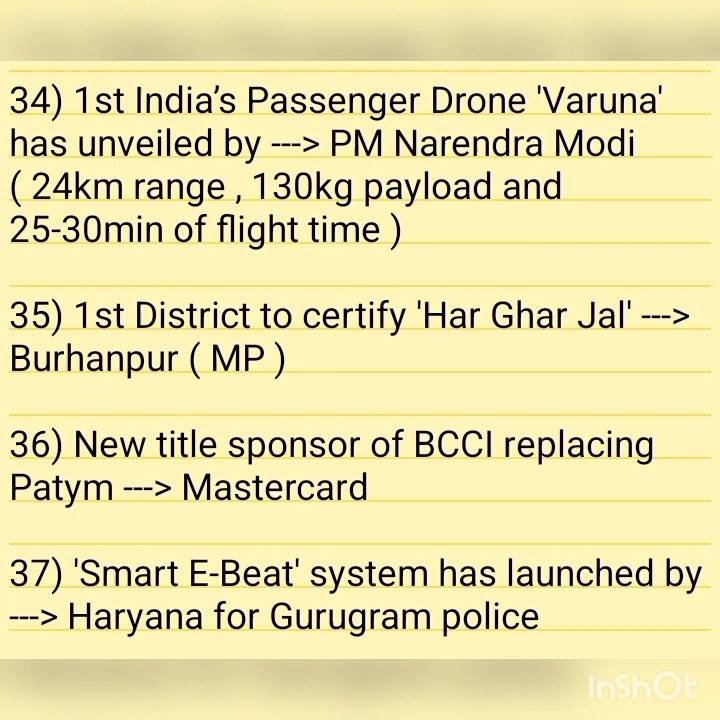 34) 1st India’s Passenger Drone 'Varuna'
has unveiled by ---> PM Narendra Modi
( 24km range , 130kg payload and
25-30min of flight time )
35) 1st District to certify 'Har Ghar Jal' --->
Burhanpur ( MP )
36) New title sponsor of BCCI replacing
Patym ---> Mastercard
37) 'Smart E-Beat' system has launched by
---> Haryana for Gurugram police
InShOt